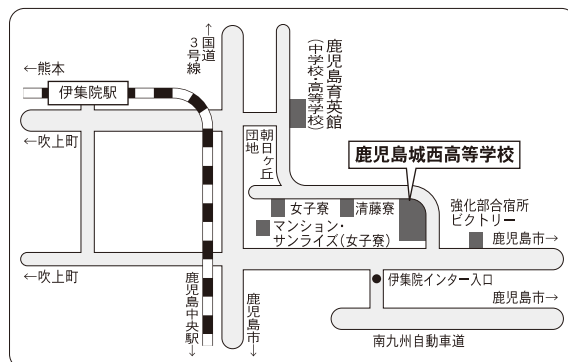 ↑国道
3号線
←熊本
伊集院駅
鹿児島育英館
(中学校・高等学校)
←吹上町
朝日ヶ丘
団地
鹿児島城西高等学校
女子寮
清藤寮
強化部合宿所
ビクトリー
マンション・
サンライズ(女子寮)
鹿児島市→
←吹上町
伊集院インター入口
鹿児島中央駅→
鹿児島市→
鹿児島市→
南九州自動車道